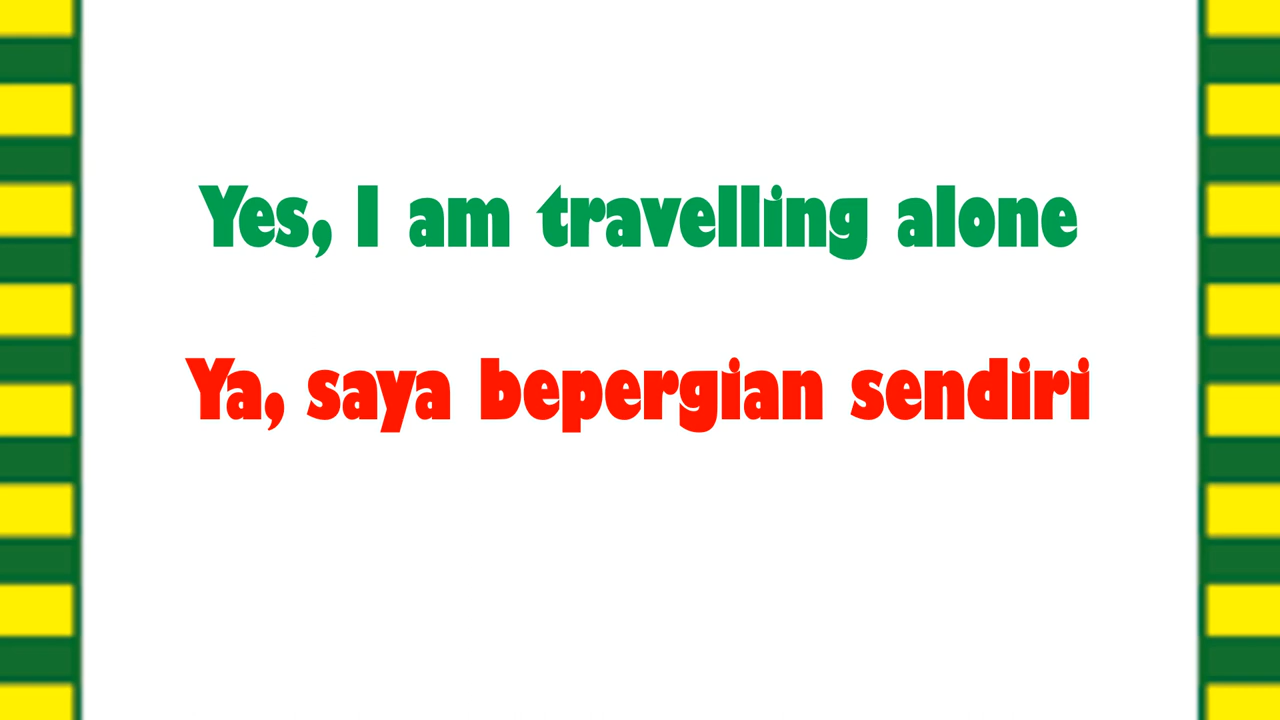 Yes, I am travelling alone
Ya, saya bepergian sendiri